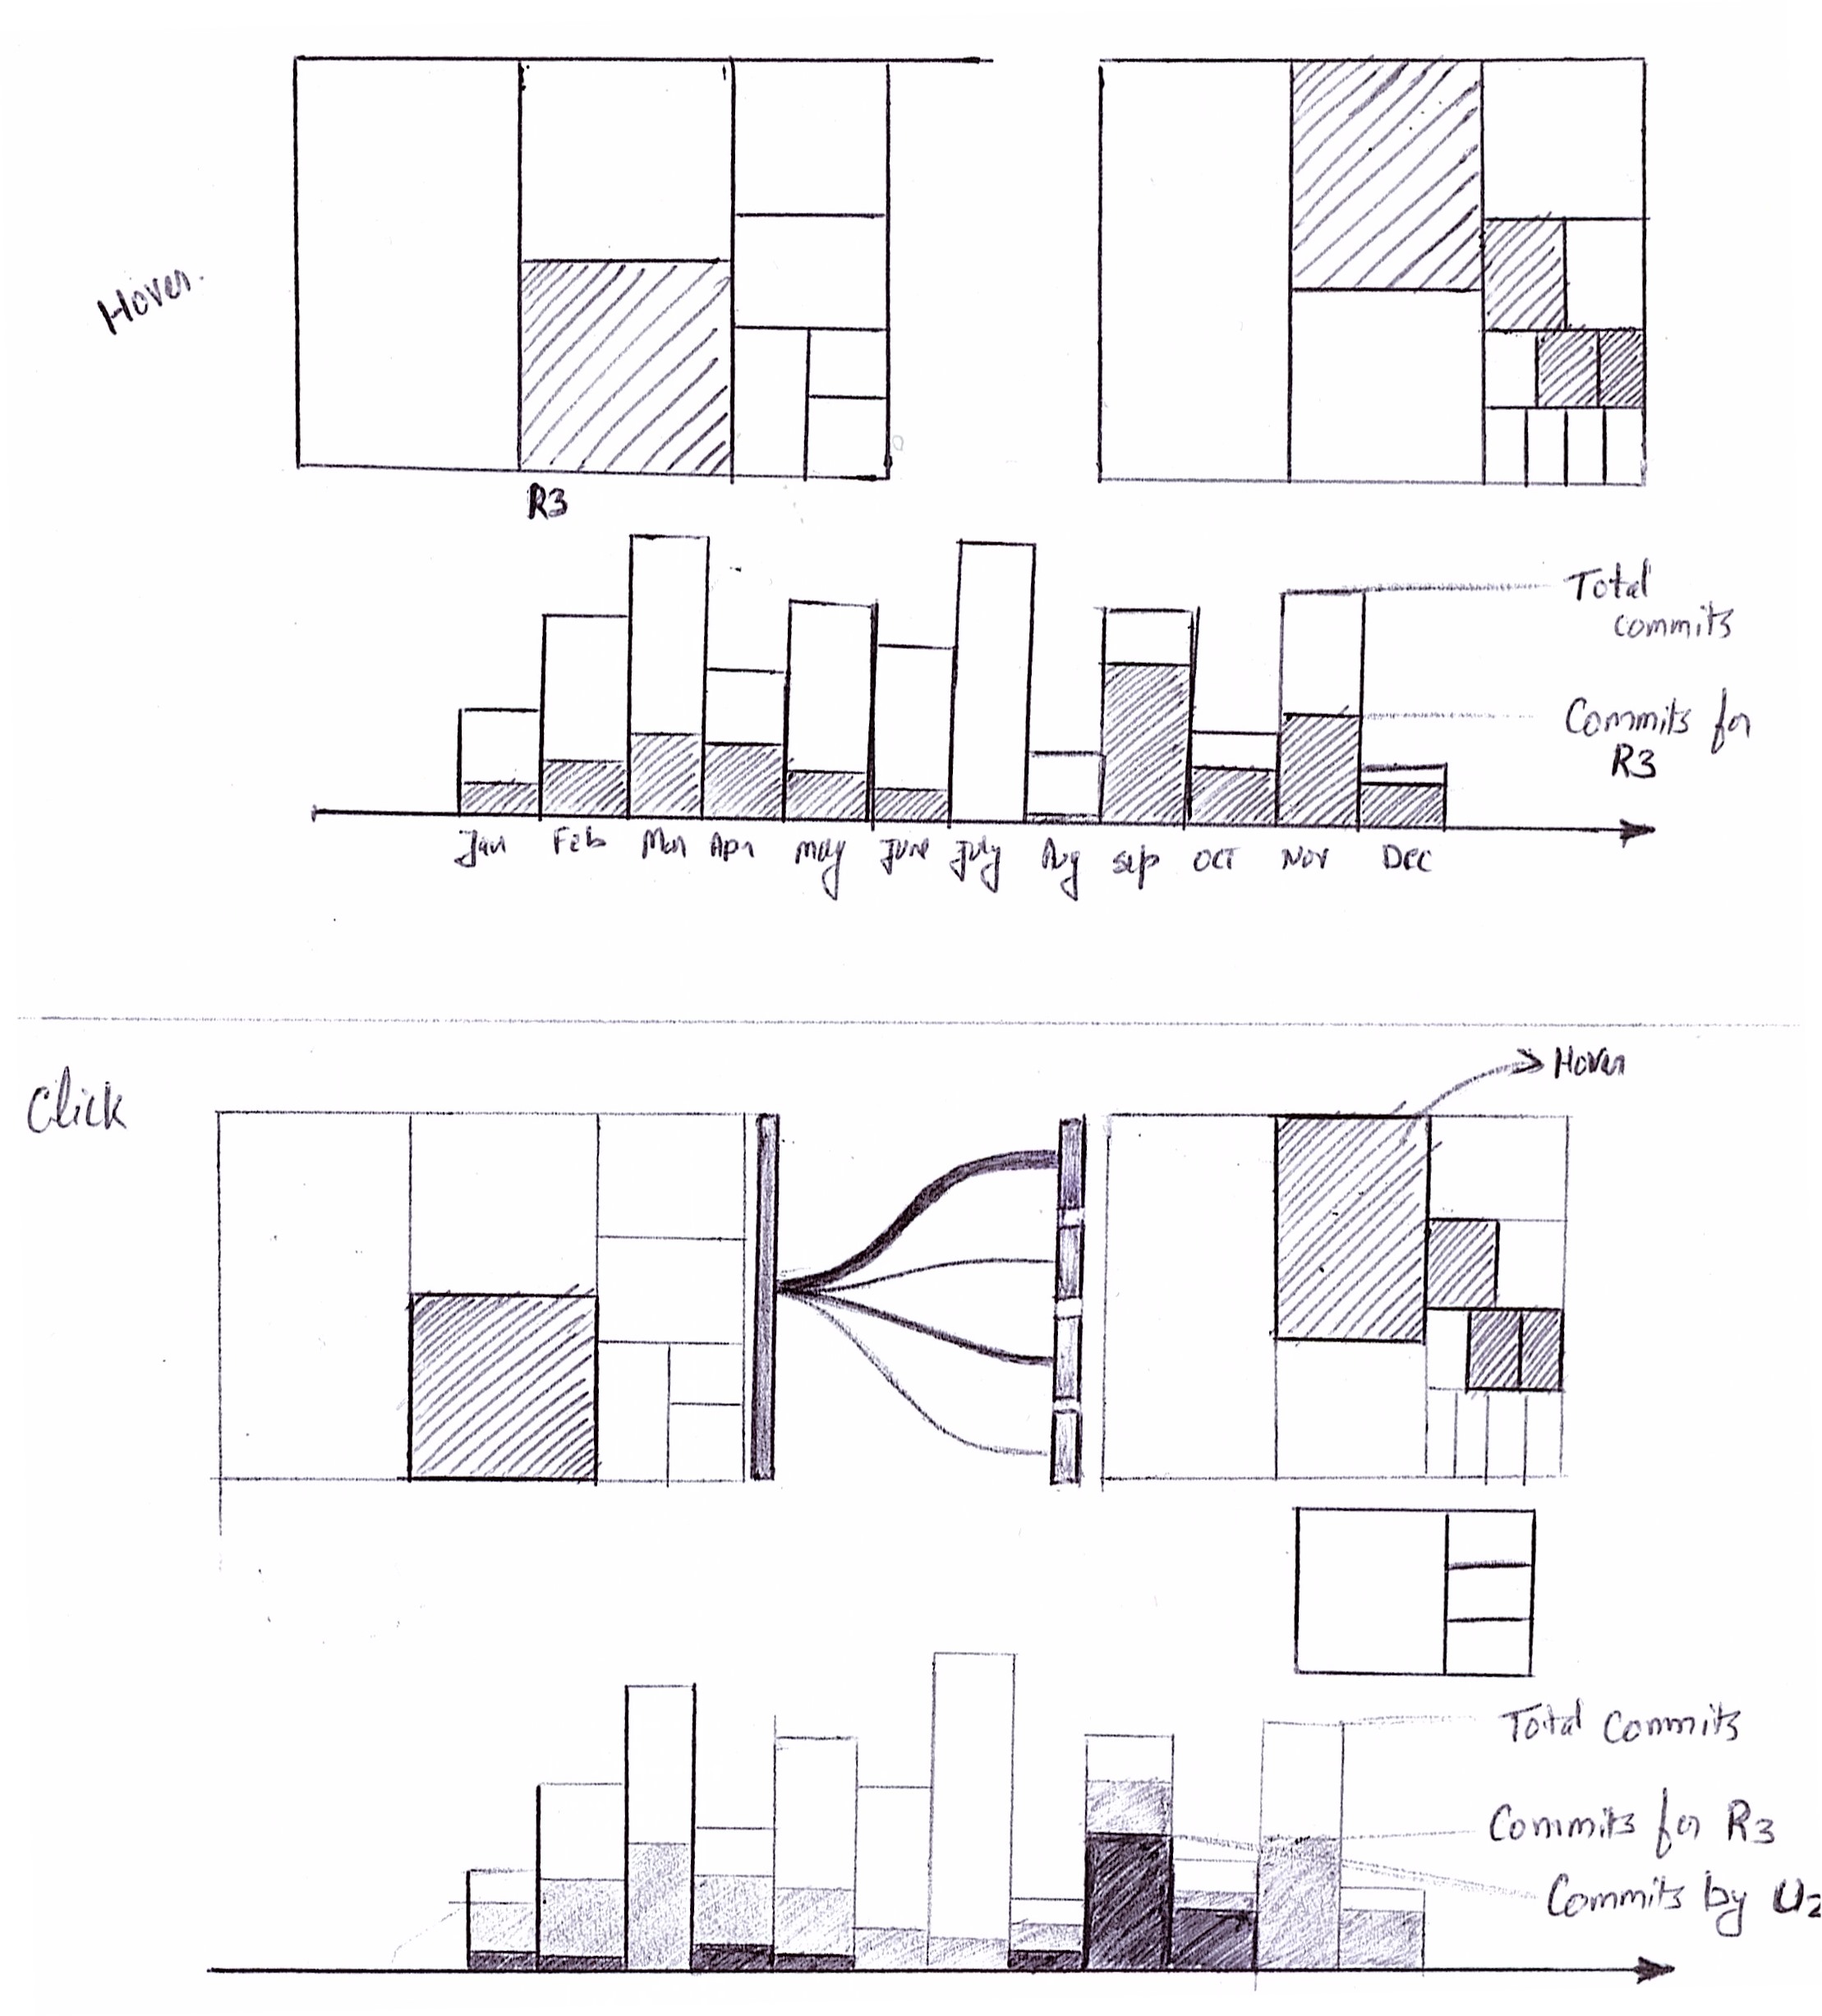 Hover.
R3
Total
commits
Commits for
R3
Jan Feb Mar Apr may June July Aug Sep OCT Nov DEC
Click
Hover
Total Commits
Commits for R3
Commits by U2